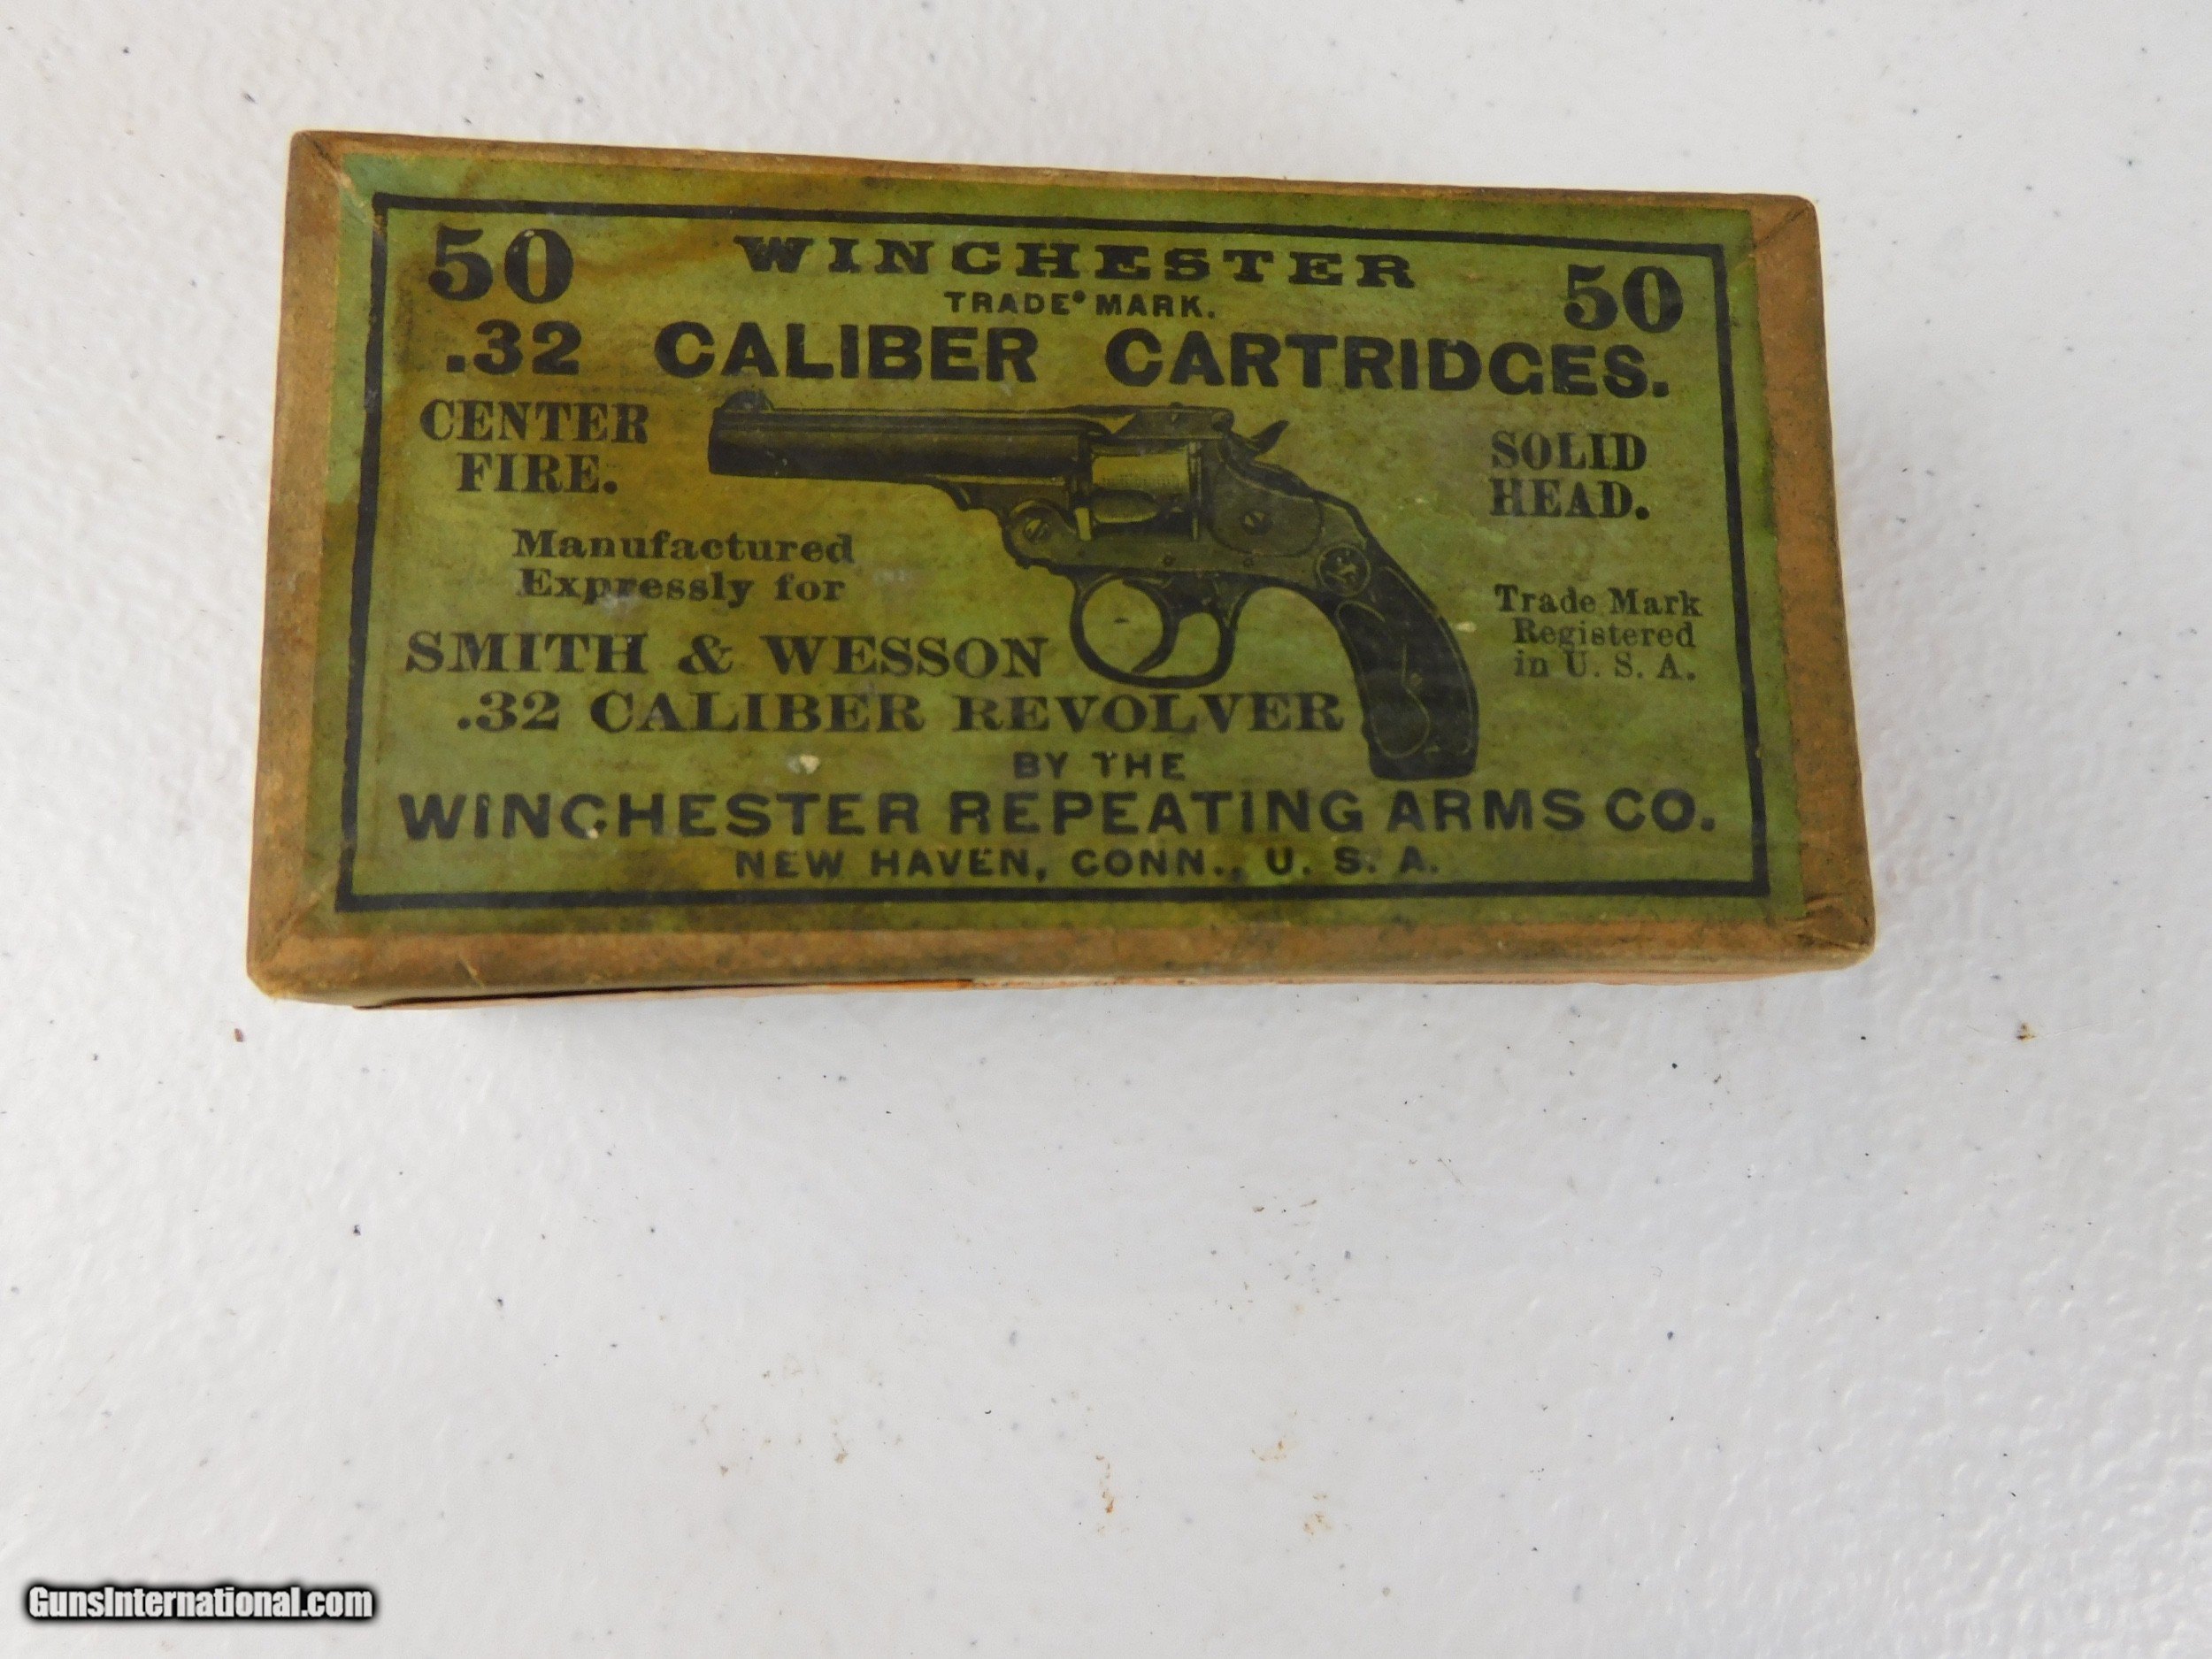 50 WINCHESTER 50
TRADE MARK.
.32 CALIBER CARTRIDGES.
CENTER
FIRE.
SOLID
HEAD.
Manufactured
Expressly for
Trade Mark
Registered
in U. S. A.
SMITH & WESSON
.32 CALIBER REVOLVER
BY THE
WINCHESTER REPEATING ARMS CO.
NEW HAVEN, CONN., U. S. A.
GunsInternational.com